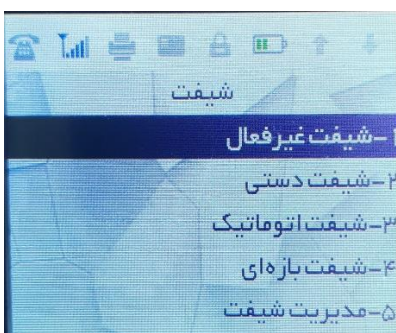 شیفت
۱-شیفت غیرفعال
۲-شیفت دستی
۳-شیفت اتوماتیک
۴-شیفت بازه‌ای
۵-مدیریت شیفت